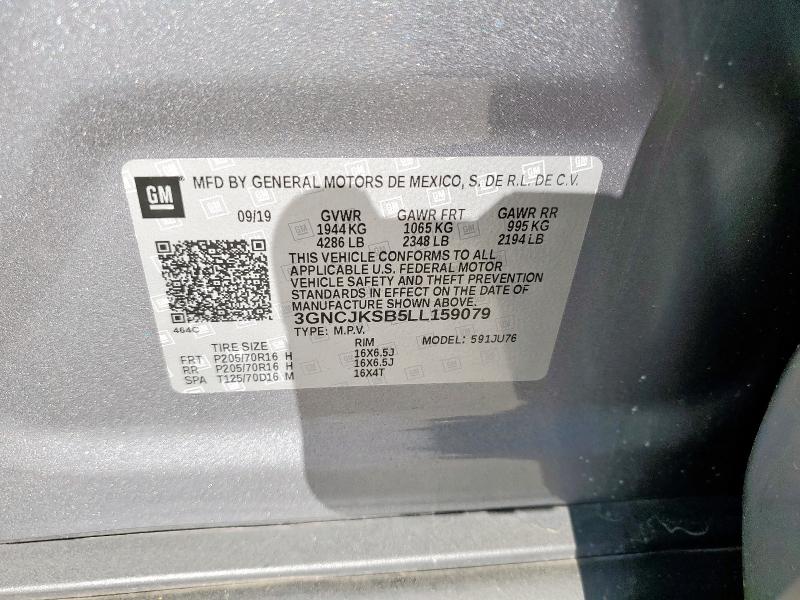 GM MFD BY GENERAL MOTORS DE MEXICO, S. DE R.L. DE C.V.
09/19 GVWR GAWR FRT GAWR RR
1944 KG 1065 KG 995 KG
4286 LB 2348 LB 2194 LB
THIS VEHICLE CONFORMS TO ALL
APPLICABLE U.S. FEDERAL MOTOR
VEHICLE SAFETY AND THEFT PREVENTION
STANDARDS IN EFFECT ON THE DATE OF
MANUFACTURE SHOWN ABOVE.
3GNCJKSB5LL159079
464C
TYPE: M.P.V. MODEL: 591JU76
TIRE SIZE RIM
FRT P205/70R16 H 16X6.5J
RR P205/70R16 H 16X6.5J
SPA T125/70D16 M 16X4T